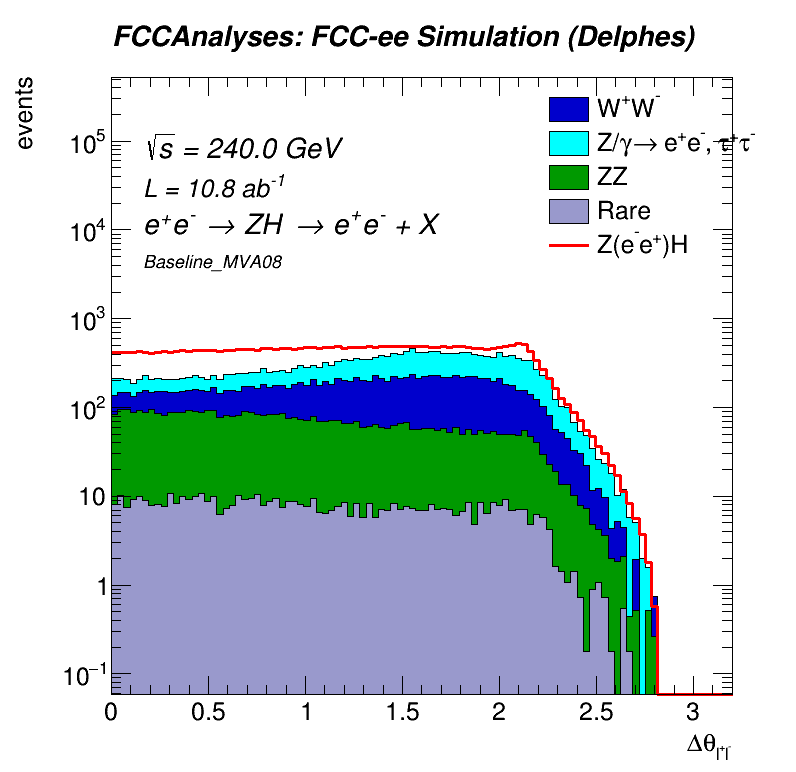 FCCAnalyses: FCC-ee Simulation (Delphes)
events
√s = 240.0 GeV
L = 10.8 ab⁻¹
e⁺e⁻ → ZH → e⁺e⁻ + X
Baseline_MVA08
W⁺W⁻
Z/γ→ e⁺e⁻, τ⁺τ⁻
ZZ
Rare
Z(e⁻e⁺)H
10⁵
10⁴
10³
10²
10
1
10⁻¹
0 0.5 1 1.5 2 2.5 3
Δθ_{l⁺l⁻}